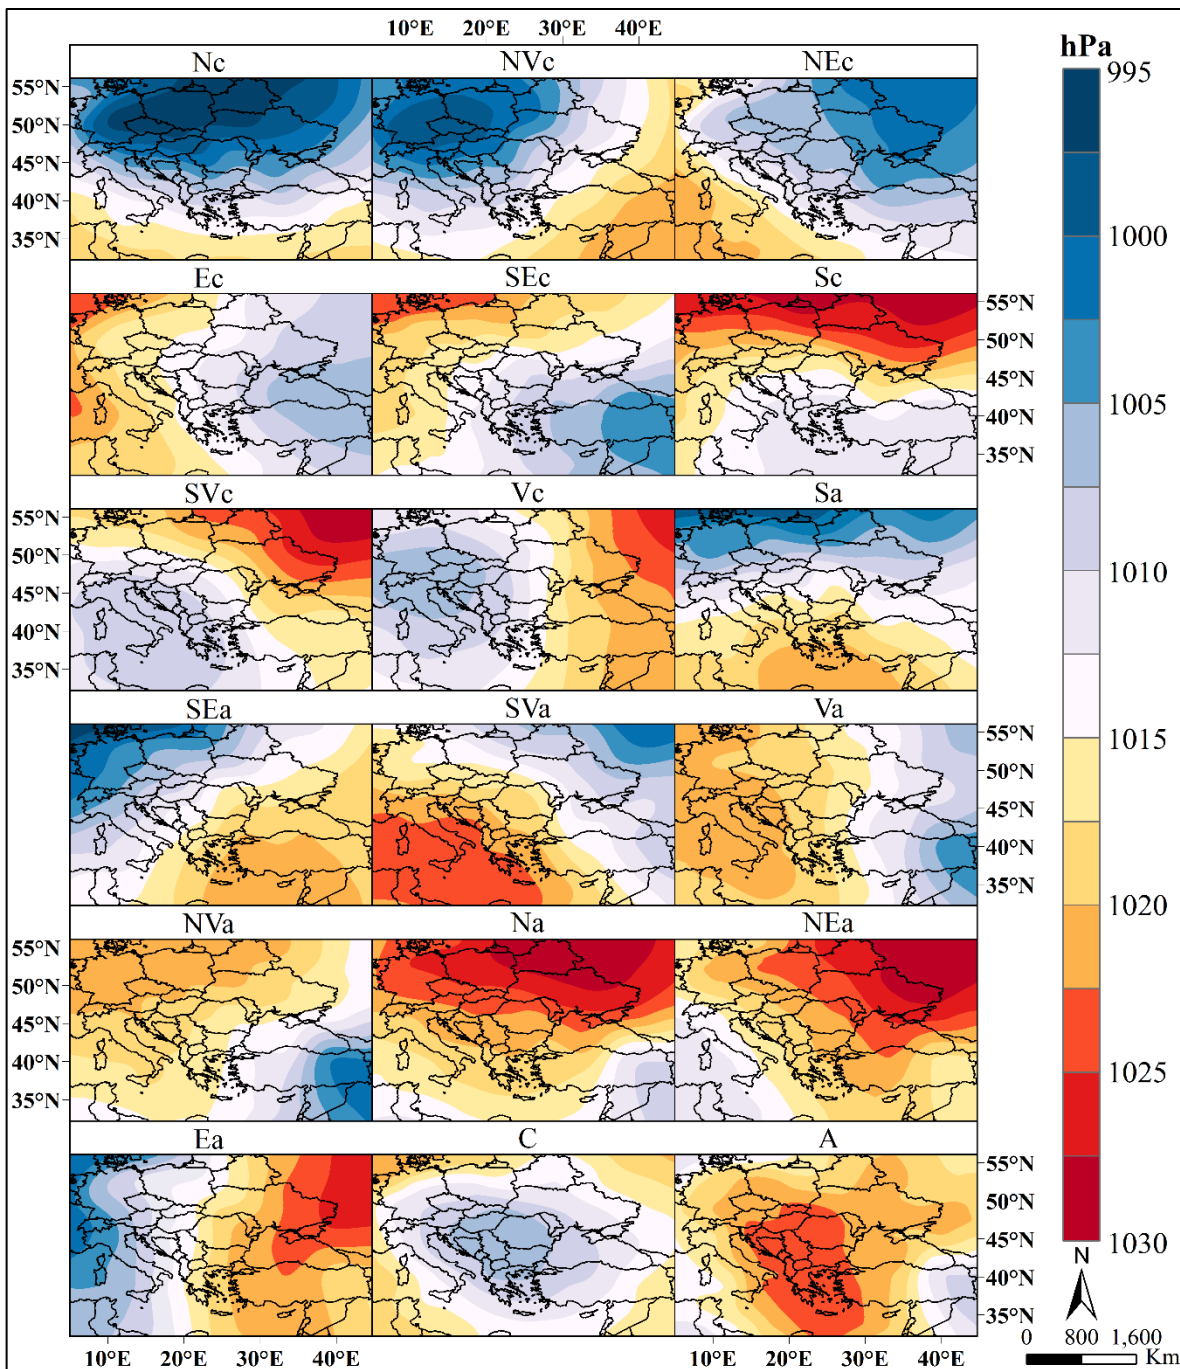 10°E 20°E 30°E 40°E
hPa
Nc NVc NEc
995
55°N
50°N
45°N
40°N
35°N
1000
Ec SEc Sc
55°N
50°N
45°N
40°N
35°N
1005
SVc Vc Sa
55°N
50°N
45°N
40°N
35°N
1010
SEa SVa Va
55°N
50°N
45°N
40°N
35°N
1015
1020
NVa Na NEa
55°N
50°N
45°N
40°N
35°N
1025
Ea C A
55°N
50°N
45°N
40°N
35°N
1030
N
0 800 1,600
Km
10°E 20°E 30°E 40°E 10°E 20°E 30°E 40°E